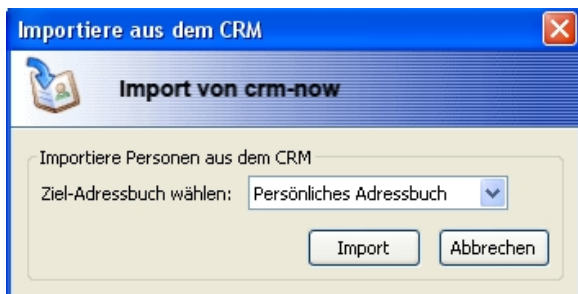 Importiere aus dem CRM
Import von crm-now
Importiere Personen aus dem CRM
Ziel-Adressbuch wählen: Persönliches Adressbuch
Import Abbrechen